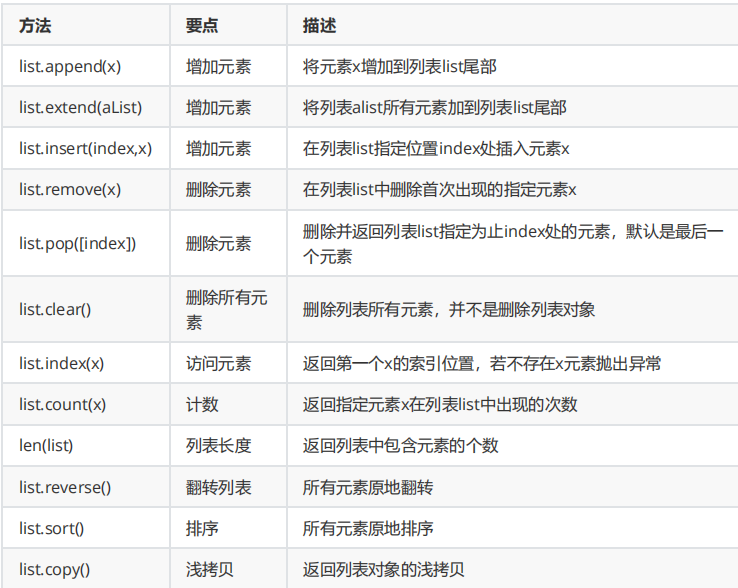 方法 要点 描述
list.append(x) 增加元素 将元素x增加到列表list尾部
list.extend(aList) 增加元素 将列表alist所有元素加到列表list尾部
list.insert(index,x) 增加元素 在列表list指定位置index处插入元素x
list.remove(x) 删除元素 在列表list中删除首次出现的指定元素x
list.pop([index]) 删除元素 删除并返回列表list指定为止index处的元素，默认是最后一
个元素
list.clear() 删除所有元
素 删除列表所有元素，并不是删除列表对象
list.index(x) 访问元素 返回第一个x的索引位置，若不存在x元素抛出异常
list.count(x) 计数 返回指定元素x在列表list中出现的次数
len(list) 列表长度 返回列表中包含元素的个数
list.reverse() 翻转列表 所有元素原地翻转
list.sort() 排序 所有元素原地排序
list.copy() 浅拷贝 返回列表对象的浅拷贝